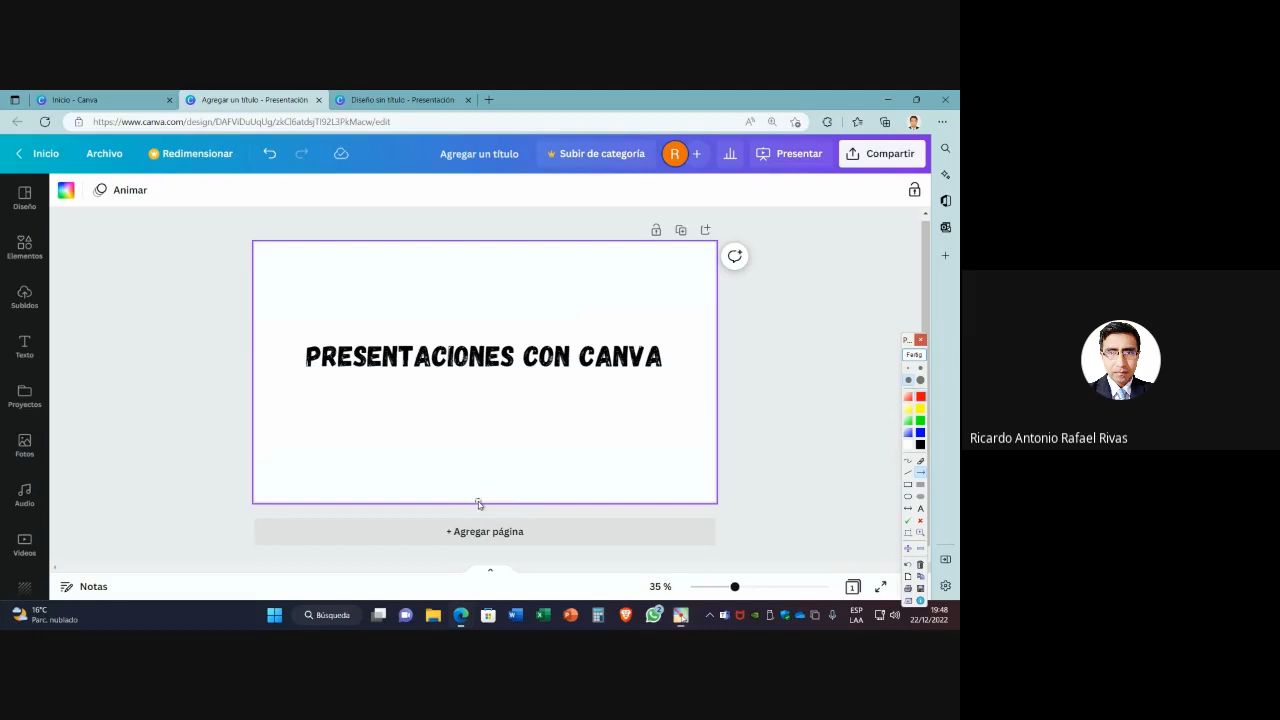 Inicio - Canva
Agregar un título - Presentación
Diseño sin título - Presentación
https://www.canva.com/design/DAFViDuUqUg/zkCl6atdsjTI92L3PkMacw/edit
Inicio
Archivo
Redimensionar
Agregar un título
Subir de categoría
R
Presentar
Compartir
Diseño
Animar
Elementos
Subidos
Texto
Proyectos
Fotos
Audio
Videos
PRESENTACIONES CON CANVA
+ Agregar página
Notas
35 %
1
P...
Fertig
A
Ricardo Antonio Rafael Rivas
16°C
Parc. nublado
Búsqueda
2
ESP
LAA
19:48
22/12/2022